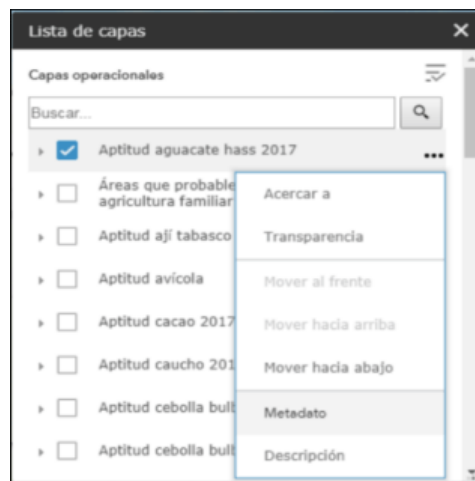 Lista de capas
Capas operacionales
Buscar...
Aptitud aguacate hass 2017
Áreas que probable
agricultura familiar
Aptitud ají tabasco
Aptitud avícola
Aptitud cacao 2017
Aptitud caucho 201
Aptitud cebolla bul
Aptitud cebolla bul
Acercar a
Transparencia
Mover al frente
Mover hacia arriba
Mover hacia abajo
Metadato
Descripción